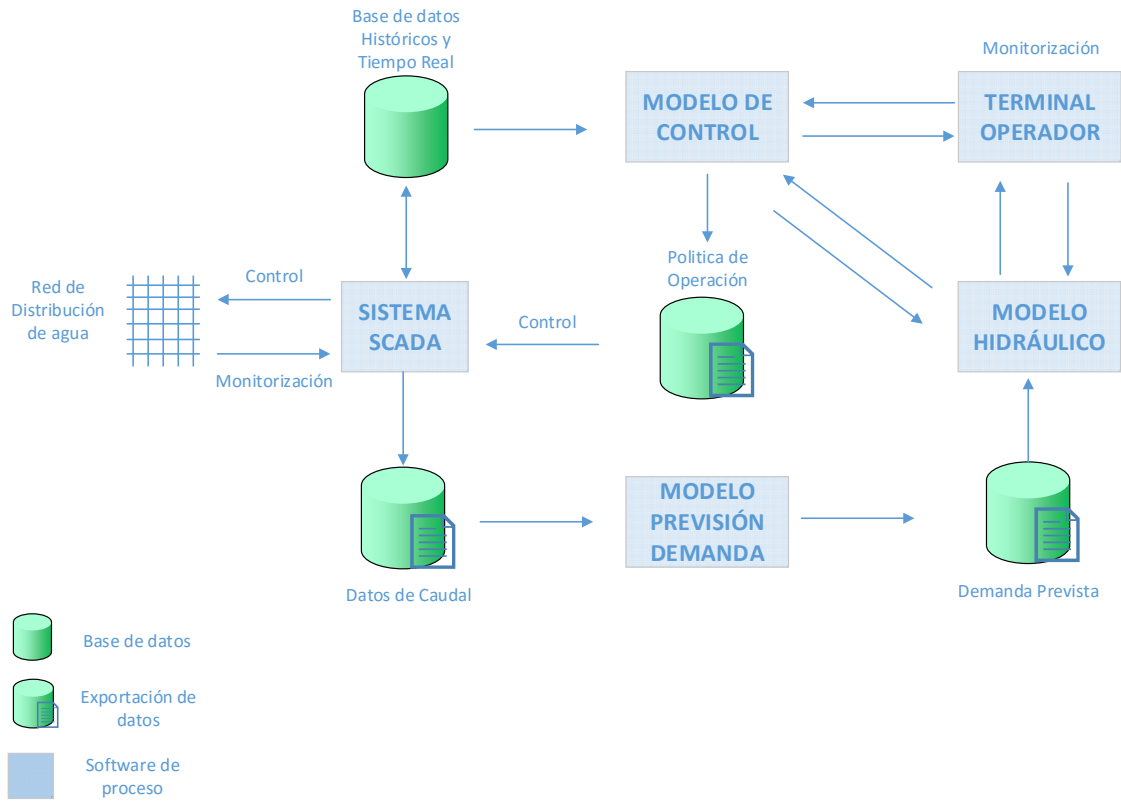 Base de datos
Históricos y
Tiempo Real
MODELO DE
CONTROL
Monitorización
TERMINAL
OPERADOR
Red de
Distribución
de agua
Control
Monitorización
SISTEMA
SCADA
Control
Politica de
Operación
MODELO
HIDRÁULICO
Datos de Caudal
MODELO
PREVISIÓN
DEMANDA
Demanda Prevista
Base de datos
Exportación de
datos
Software de
proceso